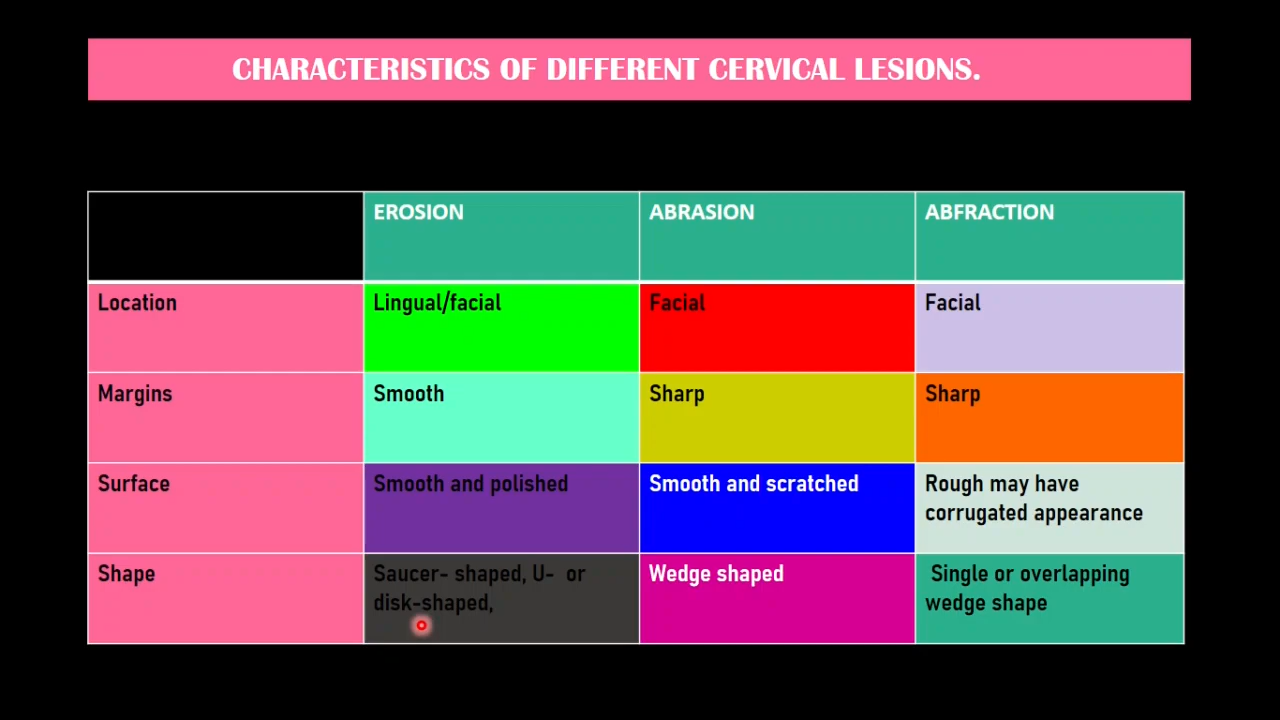 CHARACTERISTICS OF DIFFERENT CERVICAL LESIONS.
EROSION
ABRASION
ABFRACTION
Location
Lingual/facial
Facial
Facial
Margins
Smooth
Sharp
Sharp
Surface
Smooth and polished
Smooth and scratched
Rough may have
corrugated appearance
Shape
Saucer- shaped, U- or
disk-shaped,
Wedge shaped
Single or overlapping
wedge shape